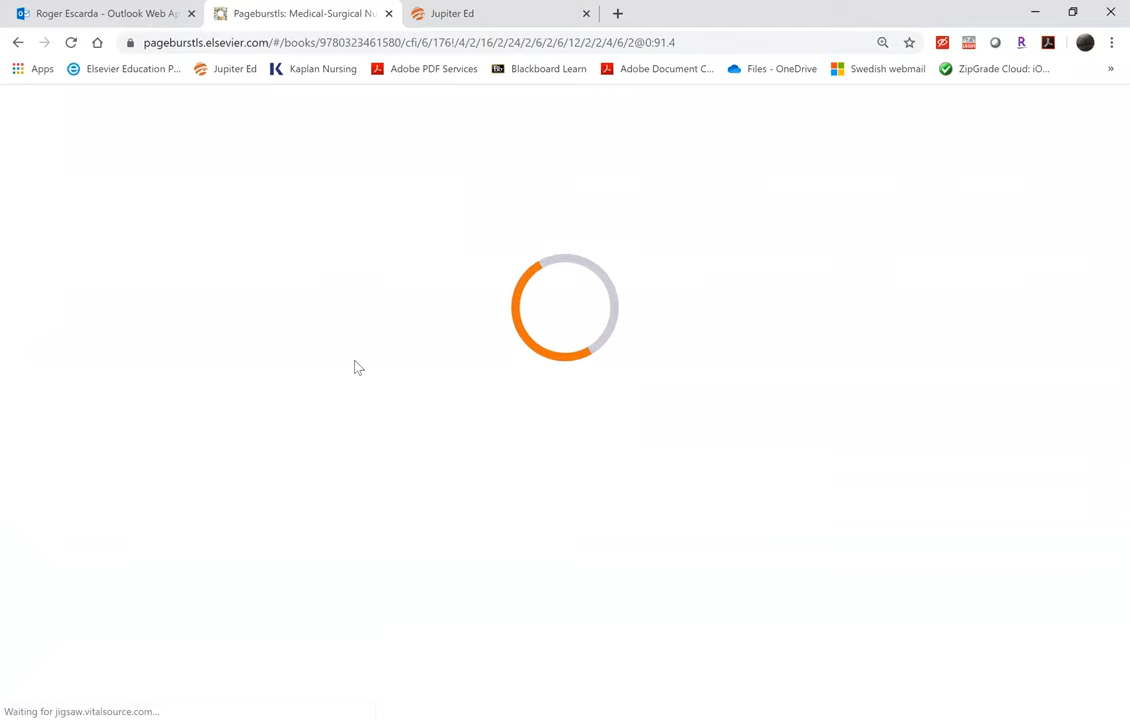 Roger Escarda - Outlook Web Ap
Pageburstls: Medical-Surgical Nu
Jupiter Ed
pageburstls.elsevier.com/#/books/9780323461580/cfi/6/176!/4/2/16/2/24/2/6/2/6/12/2/2/4/6/2@0:91.4
Apps
Elsevier Education P...
Jupiter Ed
Kaplan Nursing
Adobe PDF Services
Bb
Blackboard Learn
Adobe Document C...
Files - OneDrive
Swedish webmail
ZipGrade Cloud: iO...
»
Waiting for jigsaw.vitalsource.com...